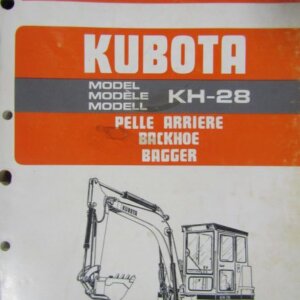 KUBOTA
MODEL
MODÈLE KH-28
MODELL
PELLE ARRIERE
BACKHOE
BAGGER
KUBOTA